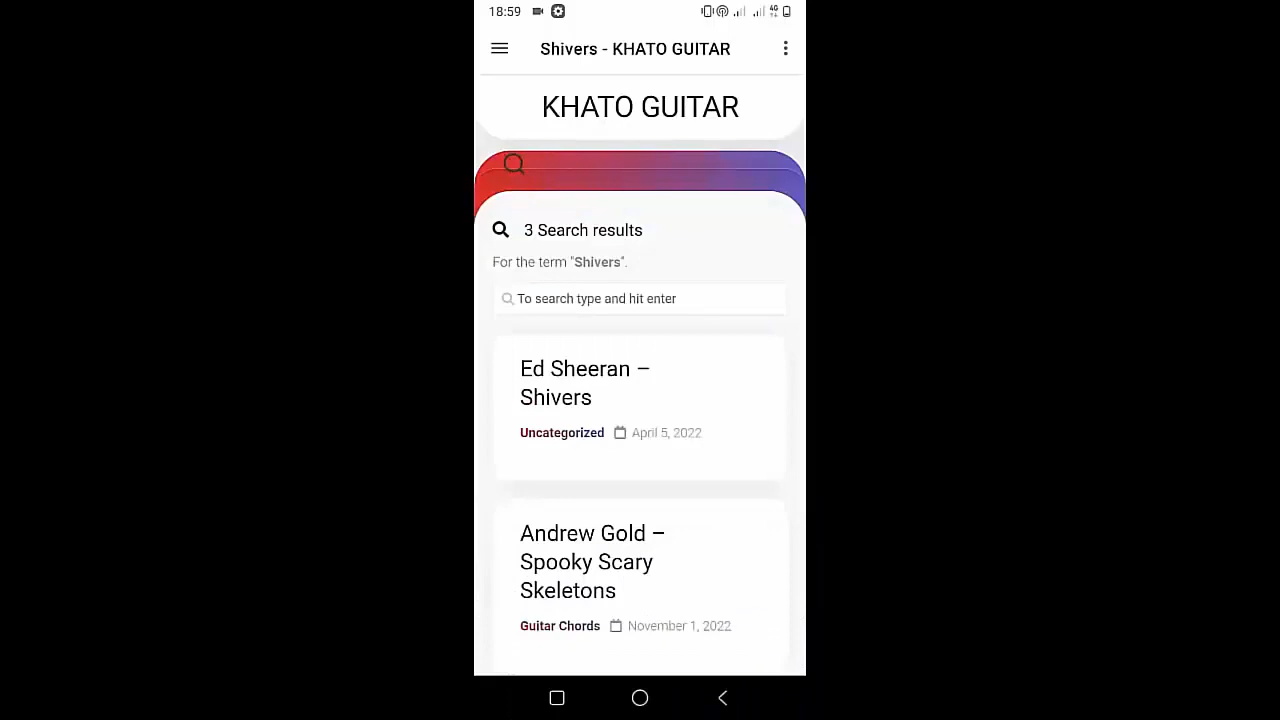 18:59
4G
Shivers - KHATO GUITAR
KHATO GUITAR
3 Search results
For the term "Shivers".
To search type and hit enter
Ed Sheeran –
Shivers
Uncategorized April 5, 2022
Andrew Gold –
Spooky Scary
Skeletons
Guitar Chords November 1, 2022